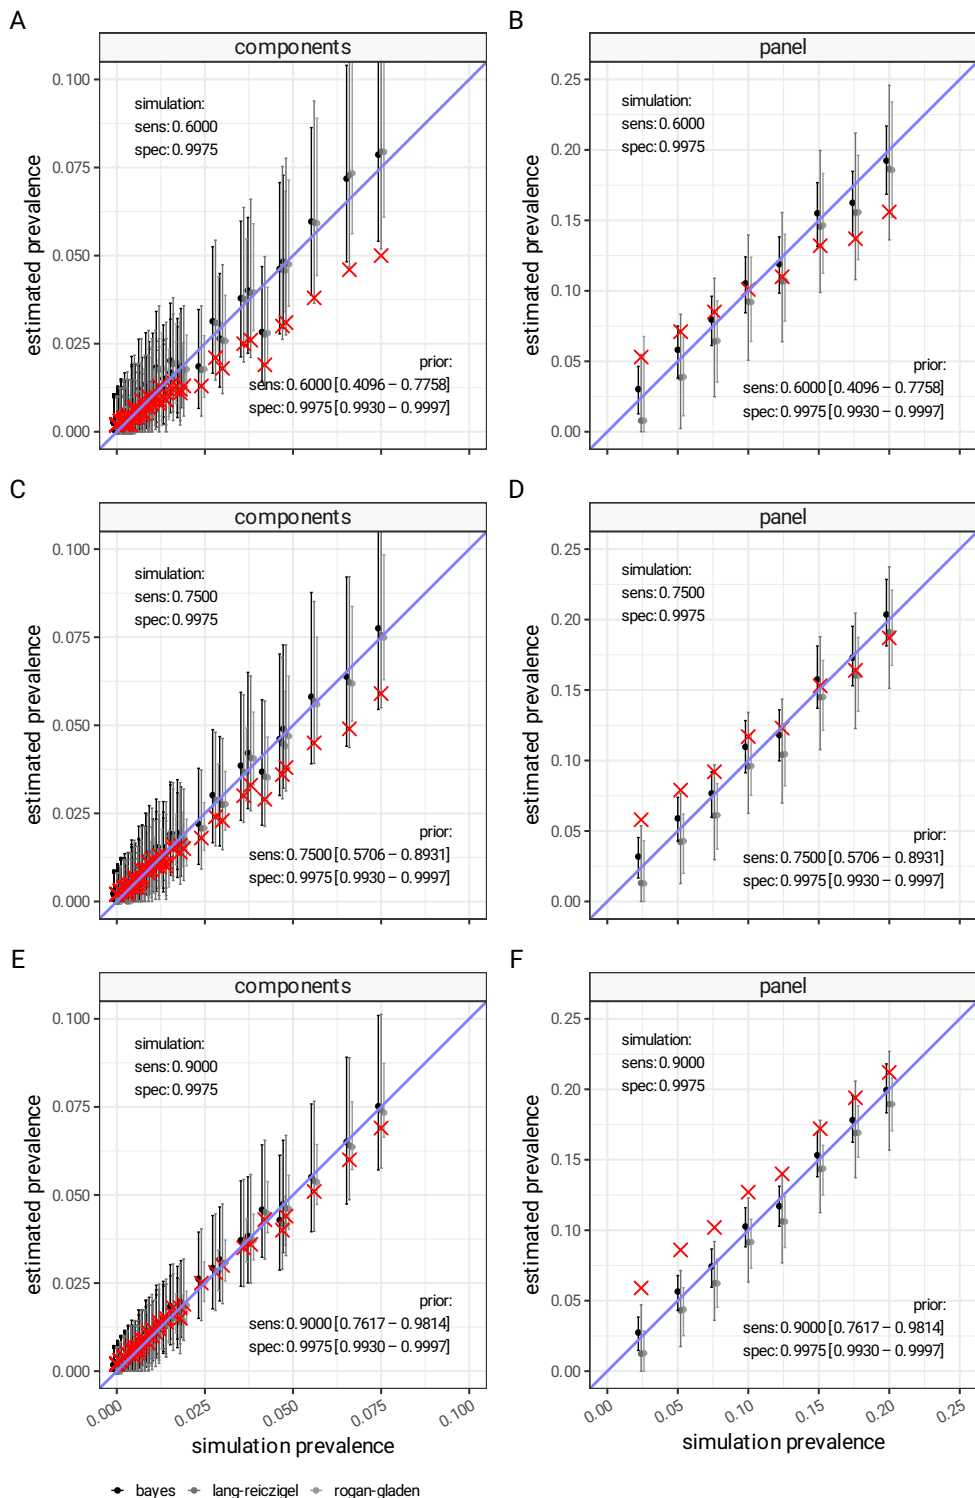 A
components
0.100
0.075
0.050
0.025
0.000
estimated prevalence
simulation:
sens: 0.6000
spec: 0.9975
prior:
sens: 0.6000 [0.4096 – 0.7758]
spec: 0.9975 [0.9930 – 0.9997]
B
panel
0.25
0.20
0.15
0.10
0.05
0.00
estimated prevalence
simulation:
sens: 0.6000
spec: 0.9975
prior:
sens: 0.6000 [0.4096 – 0.7758]
spec: 0.9975 [0.9930 – 0.9997]
C
components
0.100
0.075
0.050
0.025
0.000
estimated prevalence
simulation:
sens: 0.7500
spec: 0.9975
prior:
sens: 0.7500 [0.5706 – 0.8931]
spec: 0.9975 [0.9930 – 0.9997]
D
panel
0.25
0.20
0.15
0.10
0.05
0.00
estimated prevalence
simulation:
sens: 0.7500
spec: 0.9975
prior:
sens: 0.7500 [0.5706 – 0.8931]
spec: 0.9975 [0.9930 – 0.9997]
E
components
0.100
0.075
0.050
0.025
0.000
estimated prevalence
simulation:
sens: 0.9000
spec: 0.9975
prior:
sens: 0.9000 [0.7617 – 0.9814]
spec: 0.9975 [0.9930 – 0.9997]
0.000 0.025 0.050 0.075 0.100
simulation prevalence
F
panel
0.25
0.20
0.15
0.10
0.05
0.00
estimated prevalence
simulation:
sens: 0.9000
spec: 0.9975
prior:
sens: 0.9000 [0.7617 – 0.9814]
spec: 0.9975 [0.9930 – 0.9997]
0.00 0.05 0.10 0.15 0.20 0.25
simulation prevalence
bayes lang-reiczigel rogan-gladen